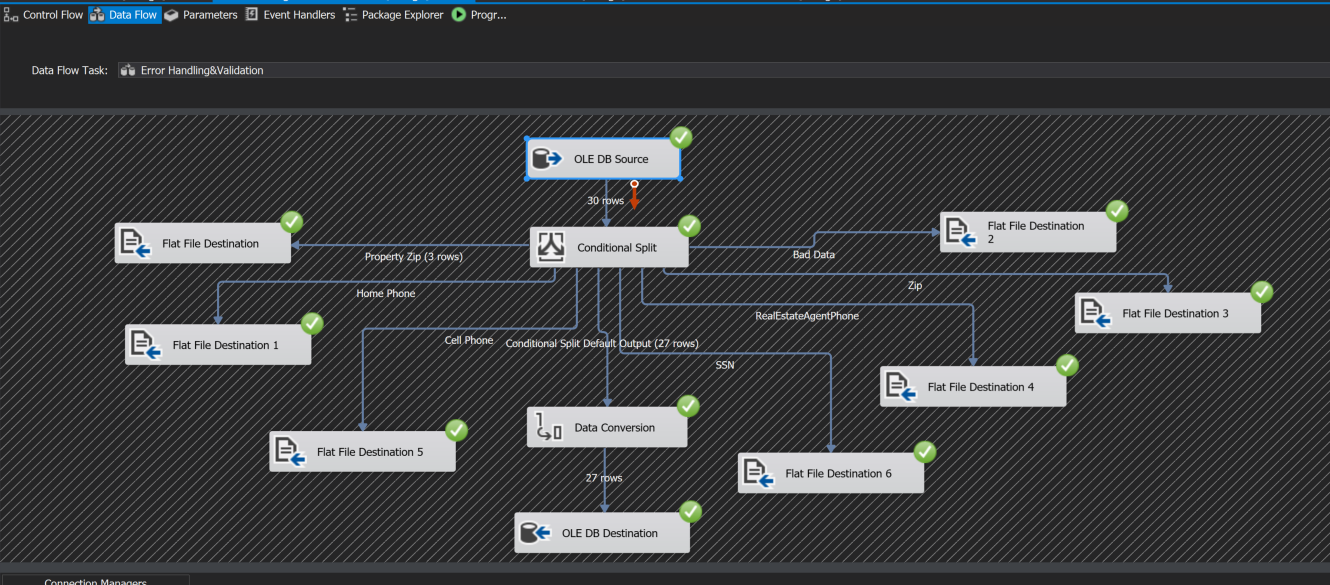 Control Flow Data Flow Parameters Event Handlers Package Explorer Progr...
Data Flow Task: Error Handling&Validation
OLE DB Source
30 rows
Conditional Split
Flat File Destination
Property Zip (3 rows)
Flat File Destination
2
Bad Data
Home Phone
Zip
Flat File Destination 1
Flat File Destination 3
RealEstateAgentPhone
Cell Phone
Conditional Split Default Output (27 rows)
SSN
Flat File Destination 4
Data Conversion
Flat File Destination 5
Flat File Destination 6
27 rows
OLE DB Destination
Connection Managers